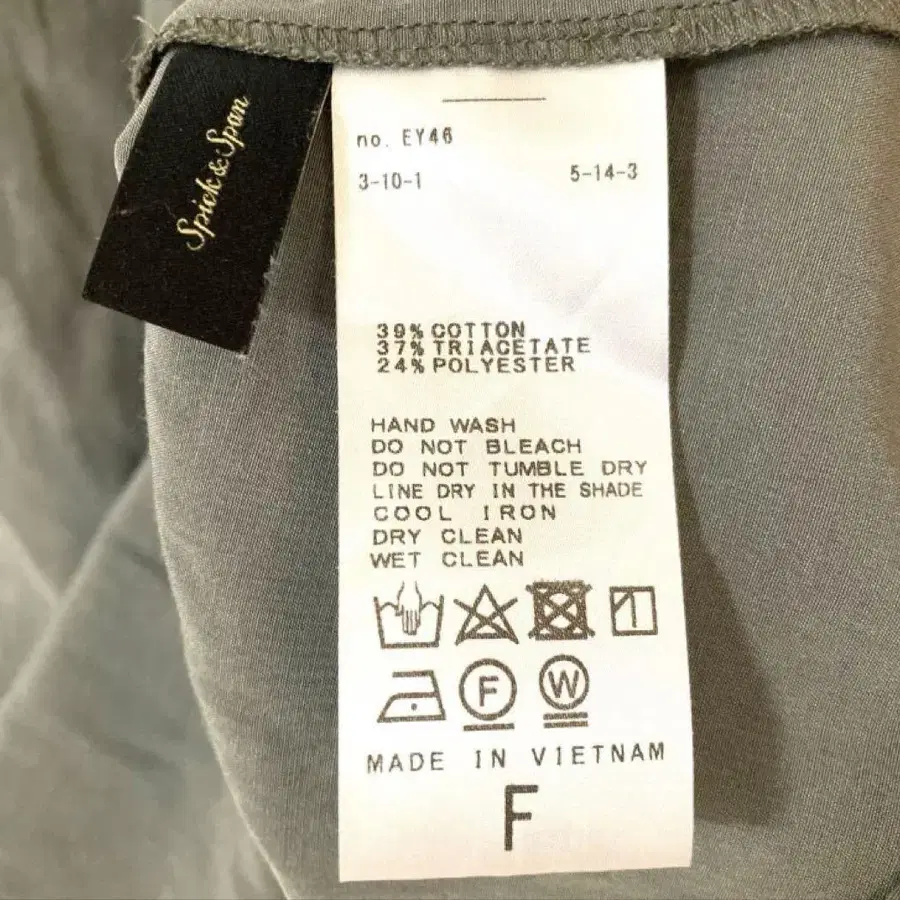 Spick & Span
no. EY46
3-10-1 5-14-3
39% COTTON
37% TRIACETATE
24% POLYESTER
HAND WASH
DO NOT BLEACH
DO NOT TUMBLE DRY
LINE DRY IN THE SHADE
COOL IRON
DRY CLEAN
WET CLEAN
F W
MADE IN VIETNAM
F